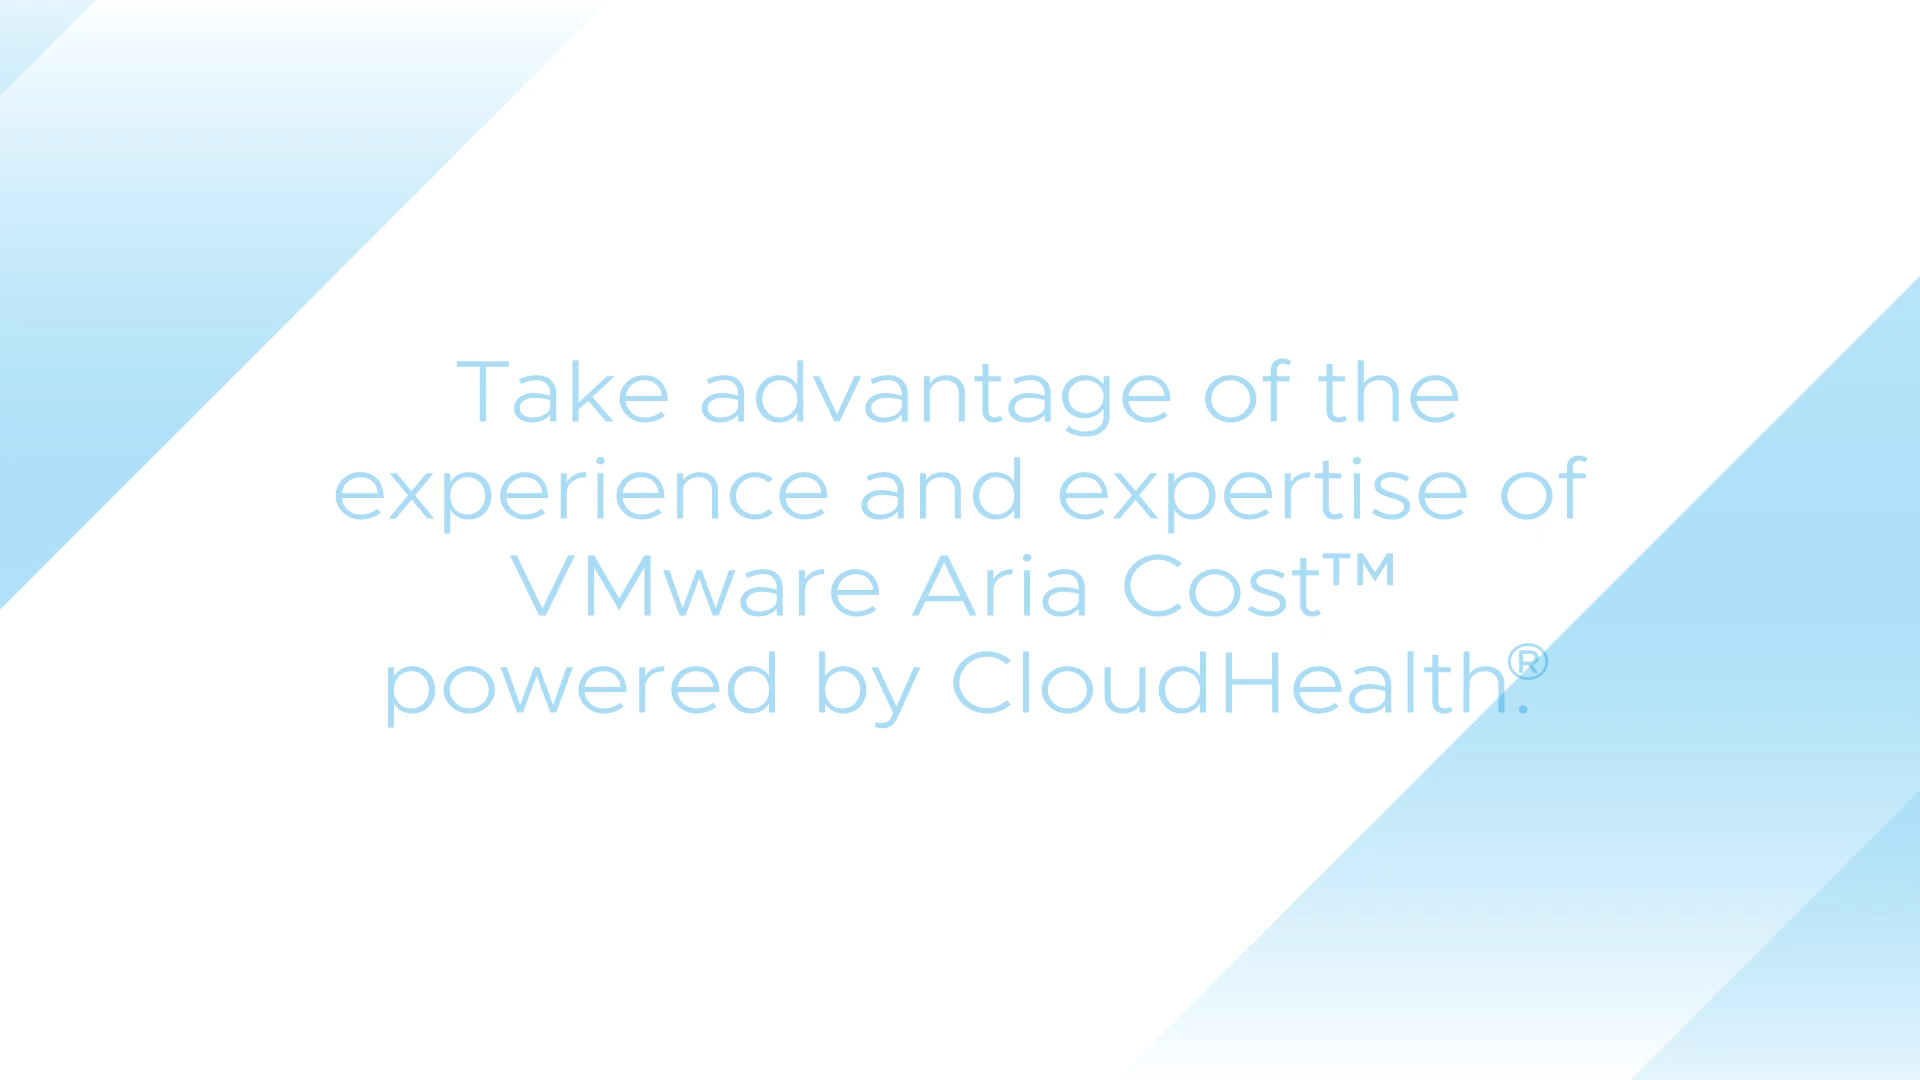 Take advantage of the
experience and expertise of
VMware Aria Cost™
powered by CloudHealth®.